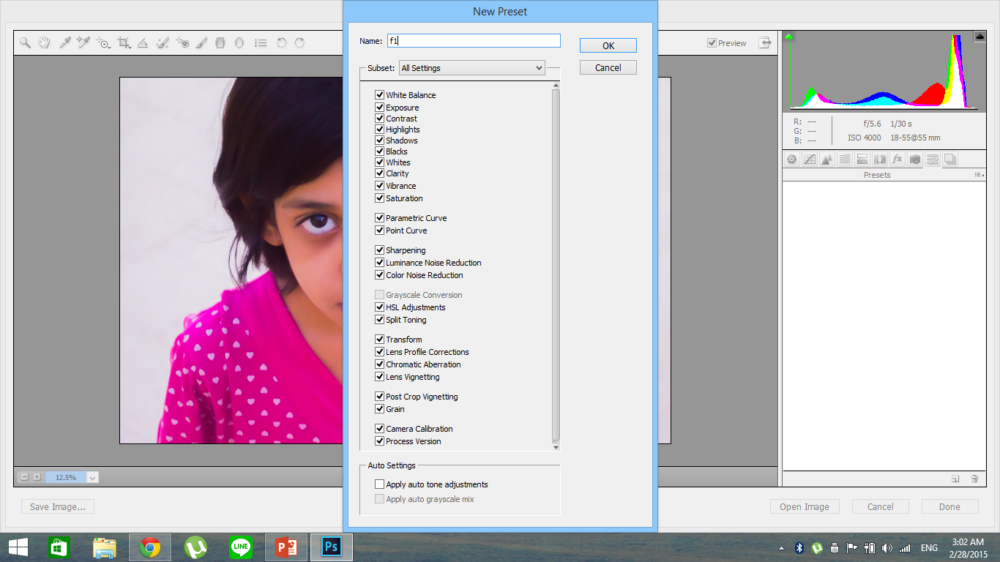 New Preset
Name: f1
OK
Subset: All Settings
Cancel
White Balance
Exposure
Contrast
Highlights
Shadows
Blacks
Whites
Clarity
Vibrance
Saturation
Parametric Curve
Point Curve
Sharpening
Luminance Noise Reduction
Color Noise Reduction
Grayscale Conversion
HSL Adjustments
Split Toning
Transform
Lens Profile Corrections
Chromatic Aberration
Lens Vignetting
Post Crop Vignetting
Grain
Camera Calibration
Process Version
Auto Settings
Apply auto tone adjustments
Apply auto grayscale mix
Preview
R: ---
G: ---
B: ---
f/5.6 1/30 s
ISO 4000 18-55@55 mm
fx
Presets
12.5%
Save Image...
Open Image
Cancel
Done
LINE
P
Ps
ENG
3:02 AM
2/28/2015